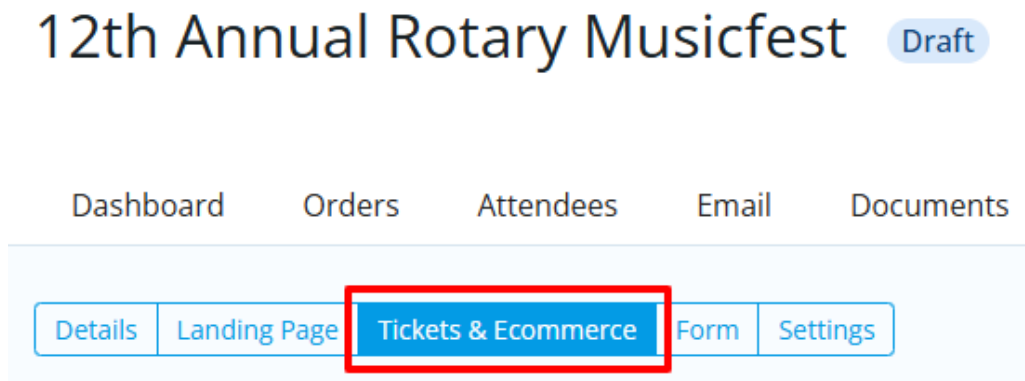 12th Annual Rotary Musicfest Draft
Dashboard Orders Attendees Email Documents
Details Landing Page Tickets & Ecommerce Form Settings